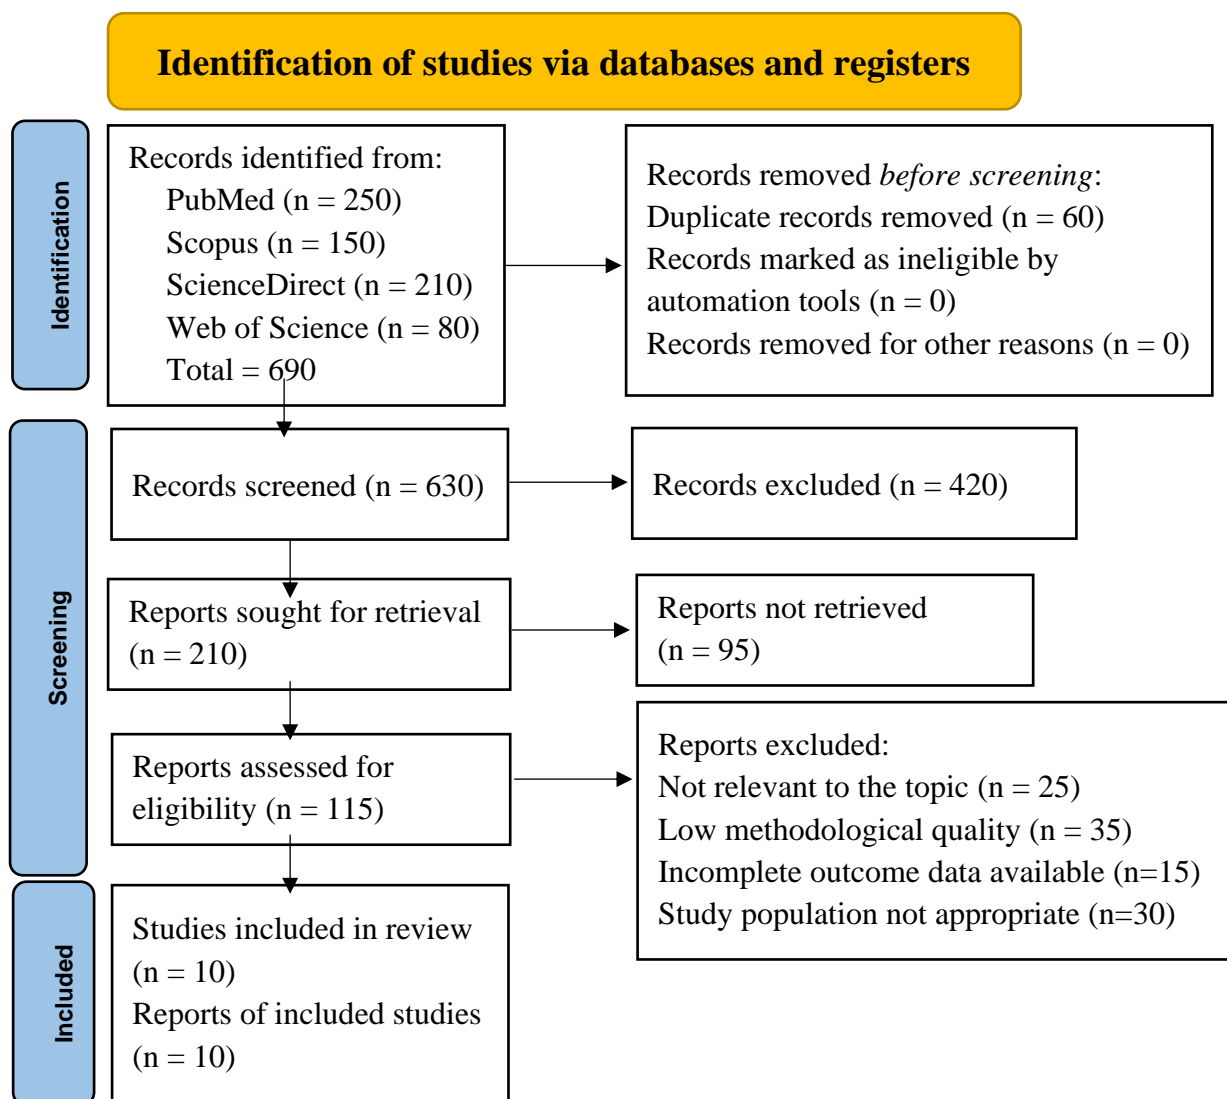 Identification of studies via databases and registers
Identification
Records identified from:
PubMed (n = 250)
Scopus (n = 150)
ScienceDirect (n = 210)
Web of Science (n = 80)
Total = 690
Records removed before screening:
Duplicate records removed (n = 60)
Records marked as ineligible by
automation tools (n = 0)
Records removed for other reasons (n = 0)
Screening
Records screened (n = 630)
Records excluded (n = 420)
Reports sought for retrieval
(n = 210)
Reports not retrieved
(n = 95)
Reports assessed for
eligibility (n = 115)
Reports excluded:
Not relevant to the topic (n = 25)
Low methodological quality (n = 35)
Incomplete outcome data available (n=15)
Study population not appropriate (n=30)
Included
Studies included in review
(n = 10)
Reports of included studies
(n = 10)